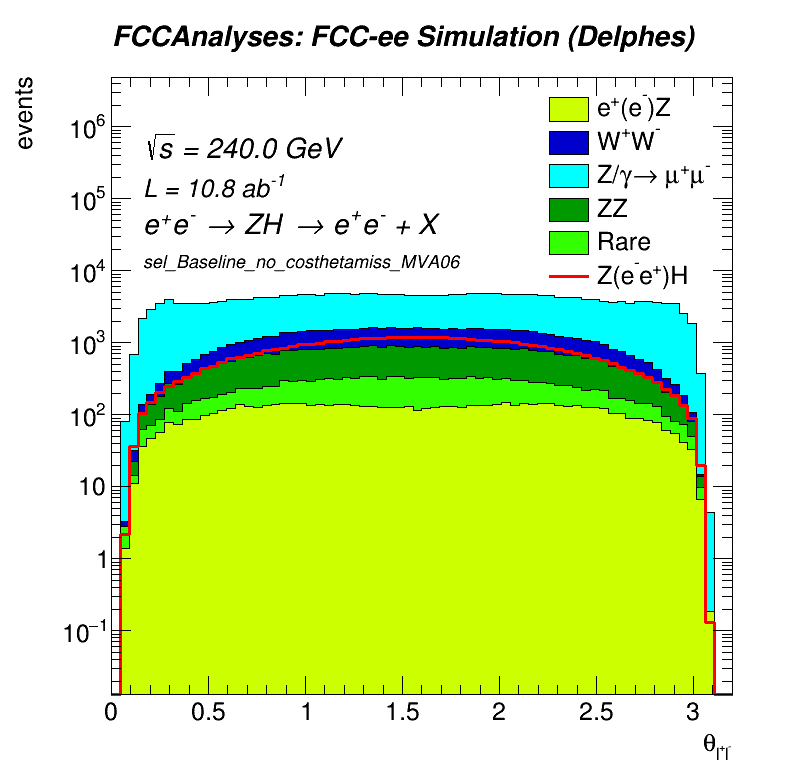 FCCAnalyses: FCC-ee Simulation (Delphes)
events
√s = 240.0 GeV
L = 10.8 ab⁻¹
e⁺e⁻ → ZH → e⁺e⁻ + X
sel_Baseline_no_costhetamiss_MVA06
e⁺(e⁻)Z
W⁺W⁻
Z/γ→ μ⁺μ⁻
ZZ
Rare
Z(e⁻e⁺)H
10⁶
10⁵
10⁴
10³
10²
10
1
10⁻¹
0 0.5 1 1.5 2 2.5 3
θ_l⁺l⁻